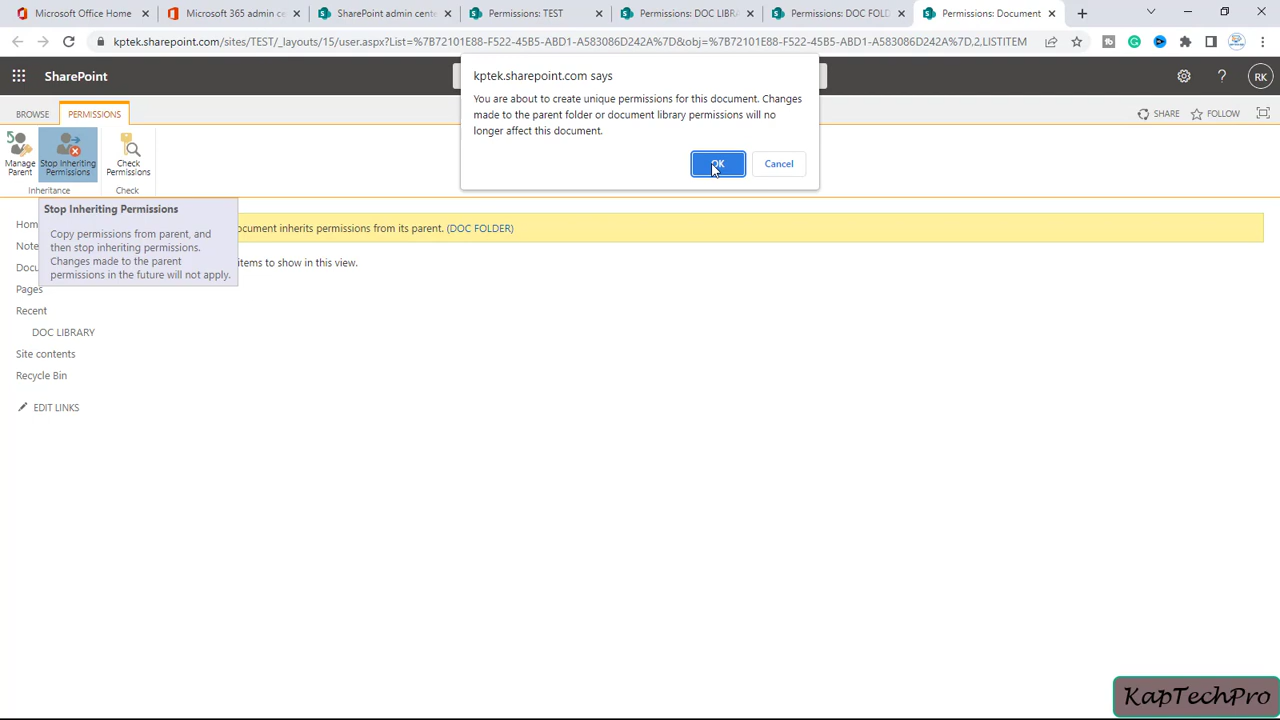 Microsoft Office Home
Microsoft 365 admin ce
SharePoint admin cente
Permissions: TEST
Permissions: DOC LIBRA
Permissions: DOC FOLD
Permissions: Document
kptek.sharepoint.com/sites/TEST/_layouts/15/user.aspx?List=%7B72101E88-F522-45B5-ABD1-A583086D242A%7D&obj=%7B72101E88-F522-45B5-ABD1-A583086D242A%7D,2,LISTITEM
SharePoint
RK
kptek.sharepoint.com says
You are about to create unique permissions for this document. Changes
made to the parent folder or document library permissions will no
longer affect this document.
OK
Cancel
BROWSE
PERMISSIONS
SHARE
FOLLOW
Manage Parent
Stop Inheriting Permissions
Check Permissions
Inheritance
Check
Stop Inheriting Permissions
Copy permissions from parent, and
then stop inheriting permissions.
Changes made to the parent
permissions in the future will not apply.
ocument inherits permissions from its parent. (DOC FOLDER)
items to show in this view.
Hom
Note
Docu
Pages
Recent
DOC LIBRARY
Site contents
Recycle Bin
EDIT LINKS
KapTechPro